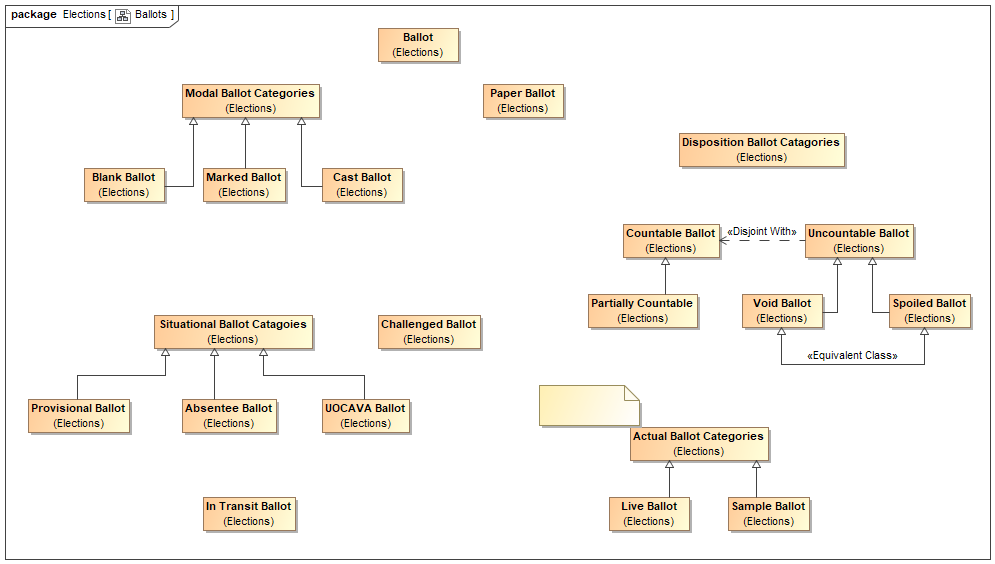 package Elections [ Ballots ]
Ballot
(Elections)
Modal Ballot Categories
(Elections)
Paper Ballot
(Elections)
Disposition Ballot Catagories
(Elections)
Blank Ballot
(Elections)
Marked Ballot
(Elections)
Cast Ballot
(Elections)
Countable Ballot
(Elections)
«Disjoint With»
Uncountable Ballot
(Elections)
Partially Countable
(Elections)
Void Ballot
(Elections)
Spoiled Ballot
(Elections)
«Equivalent Class»
Situational Ballot Catagoies
(Elections)
Challenged Ballot
(Elections)
Provisional Ballot
(Elections)
Absentee Ballot
(Elections)
UOCAVA Ballot
(Elections)
Actual Ballot Categories
(Elections)
In Transit Ballot
(Elections)
Live Ballot
(Elections)
Sample Ballot
(Elections)